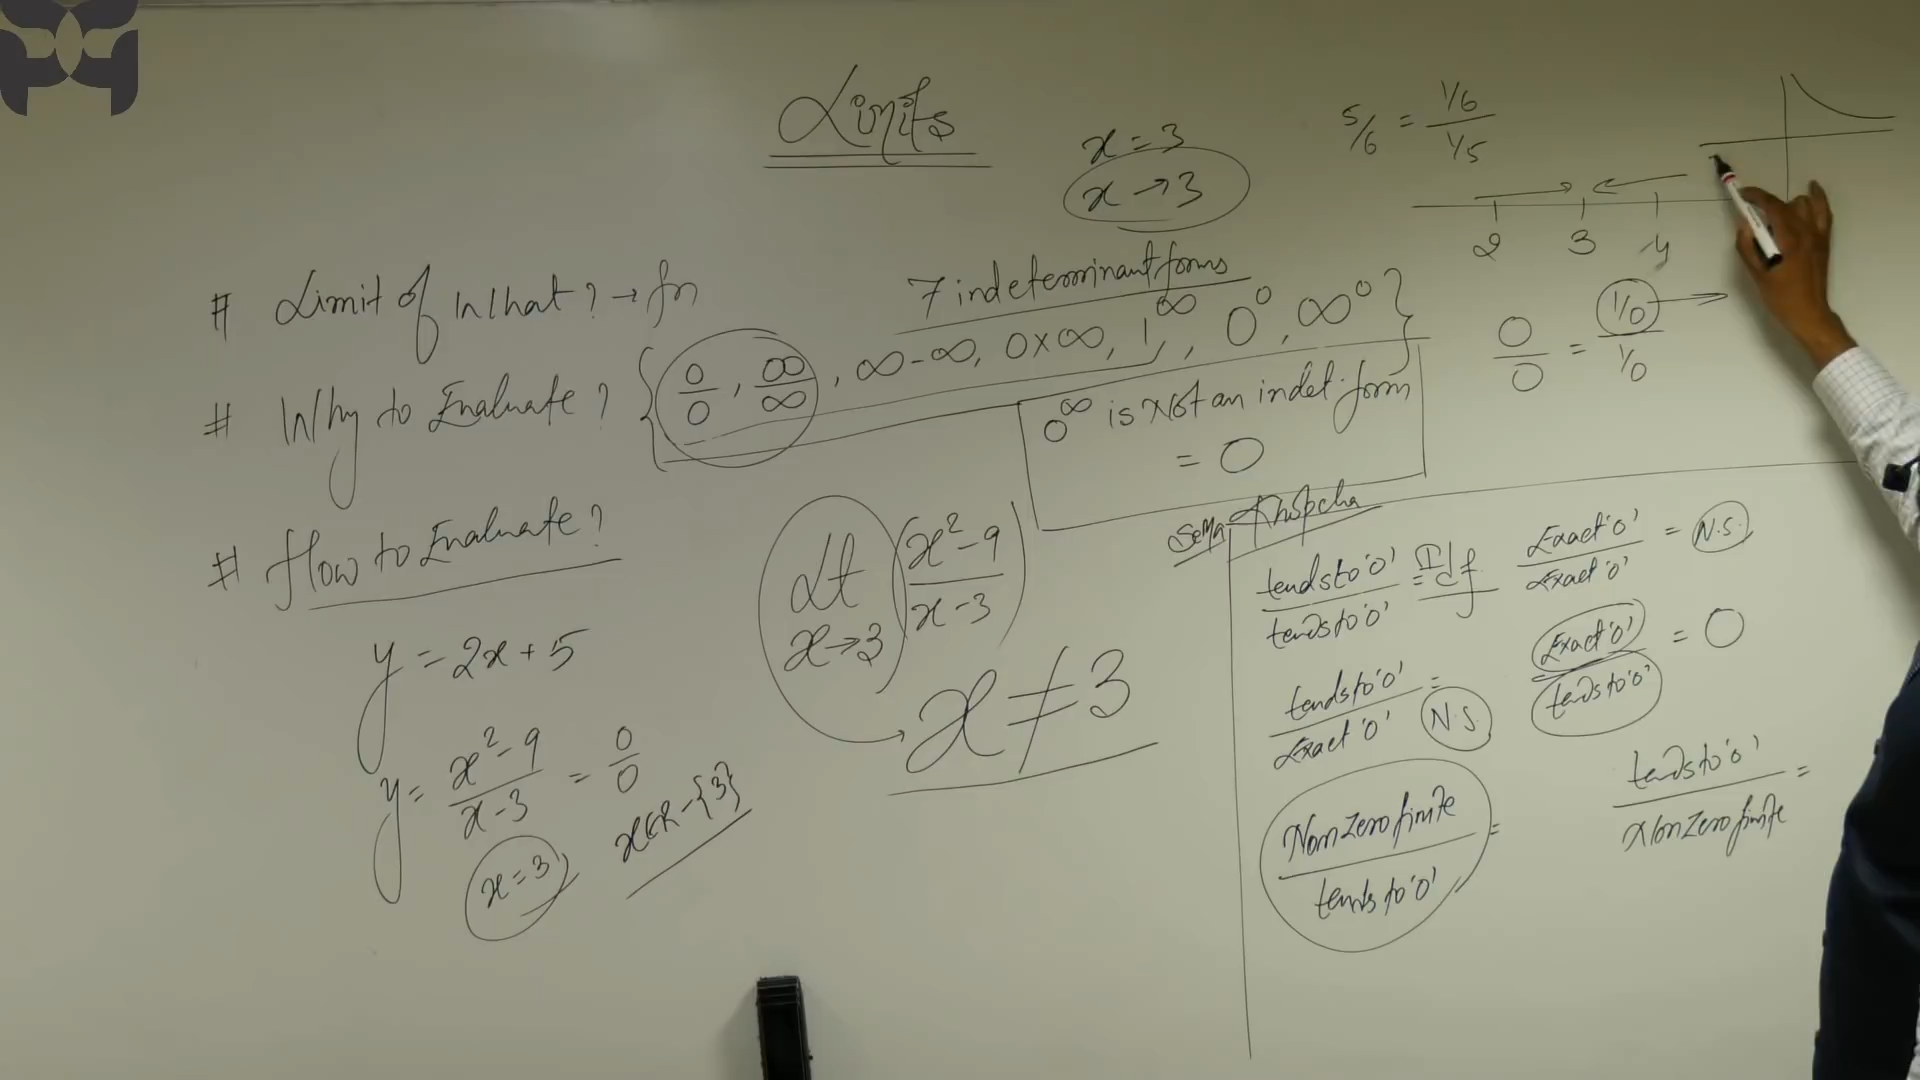 Limits
x = 3
x → 3
5/6 = 1/6 / 1/5
2 3 4
# Limit of What? → fn
7 indeterminant forms
# Why to Evaluate? { 0/0, ∞/∞, ∞-∞, 0×∞, 1^∞, 0^0, ∞^0 }
0/0 = 1/0 / 1/0
0^∞ is Not an indet. form
= 0
# How to Evaluate?
y = 2x + 5
y = x²-9 / x-3 = 0/0
x = 3
x∈R-{3}
Lt x→3 (x²-9 / x-3)
x ≠ 3
tends to '0' / tends to '0' = Idf
Exact '0' / Exact '0' = N.S.
tends to '0' / Exact '0' = N.S.
Exact '0' / tends to '0' = 0
Non zero finite / tends to '0' =
tends to '0' / Non zero finite =